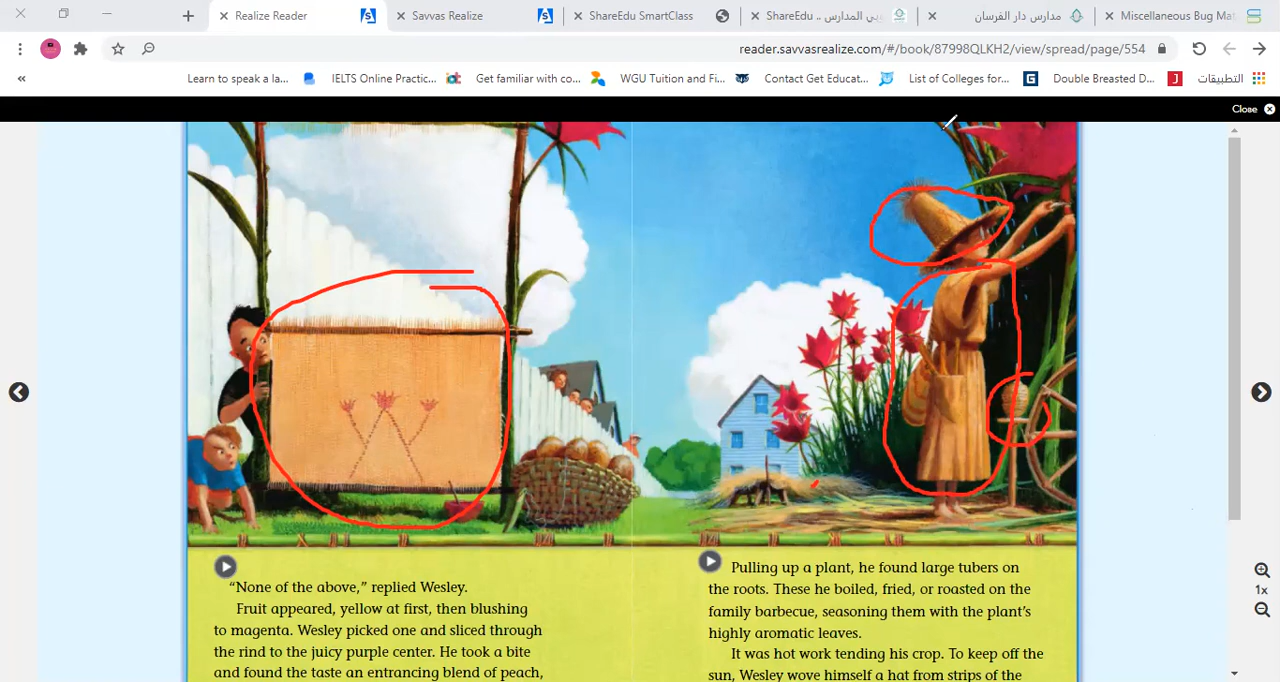 Realize Reader
Savvas Realize
ShareEdu SmartClass
ShareEdu ..
مدارس دار الفرسان
Miscellaneous Bug Mat
reader.savvasrealize.com/#/book/87998QLKH2/view/spread/page/554
Learn to speak a la...
IELTS Online Practic...
Get familiar with co...
WGU Tuition and Fi...
Contact Get Educat...
List of Colleges for...
Double Breasted D...
التطبيقات
Close
“None of the above,” replied Wesley.
Fruit appeared, yellow at first, then blushing
to magenta. Wesley picked one and sliced through
the rind to the juicy purple center. He took a bite
and found the taste an entrancing blend of peach,
Pulling up a plant, he found large tubers on
the roots. These he boiled, fried, or roasted on the
family barbecue, seasoning them with the plant’s
highly aromatic leaves.
It was hot work tending his crop. To keep off the
sun, Wesley wove himself a hat from strips of the
1x